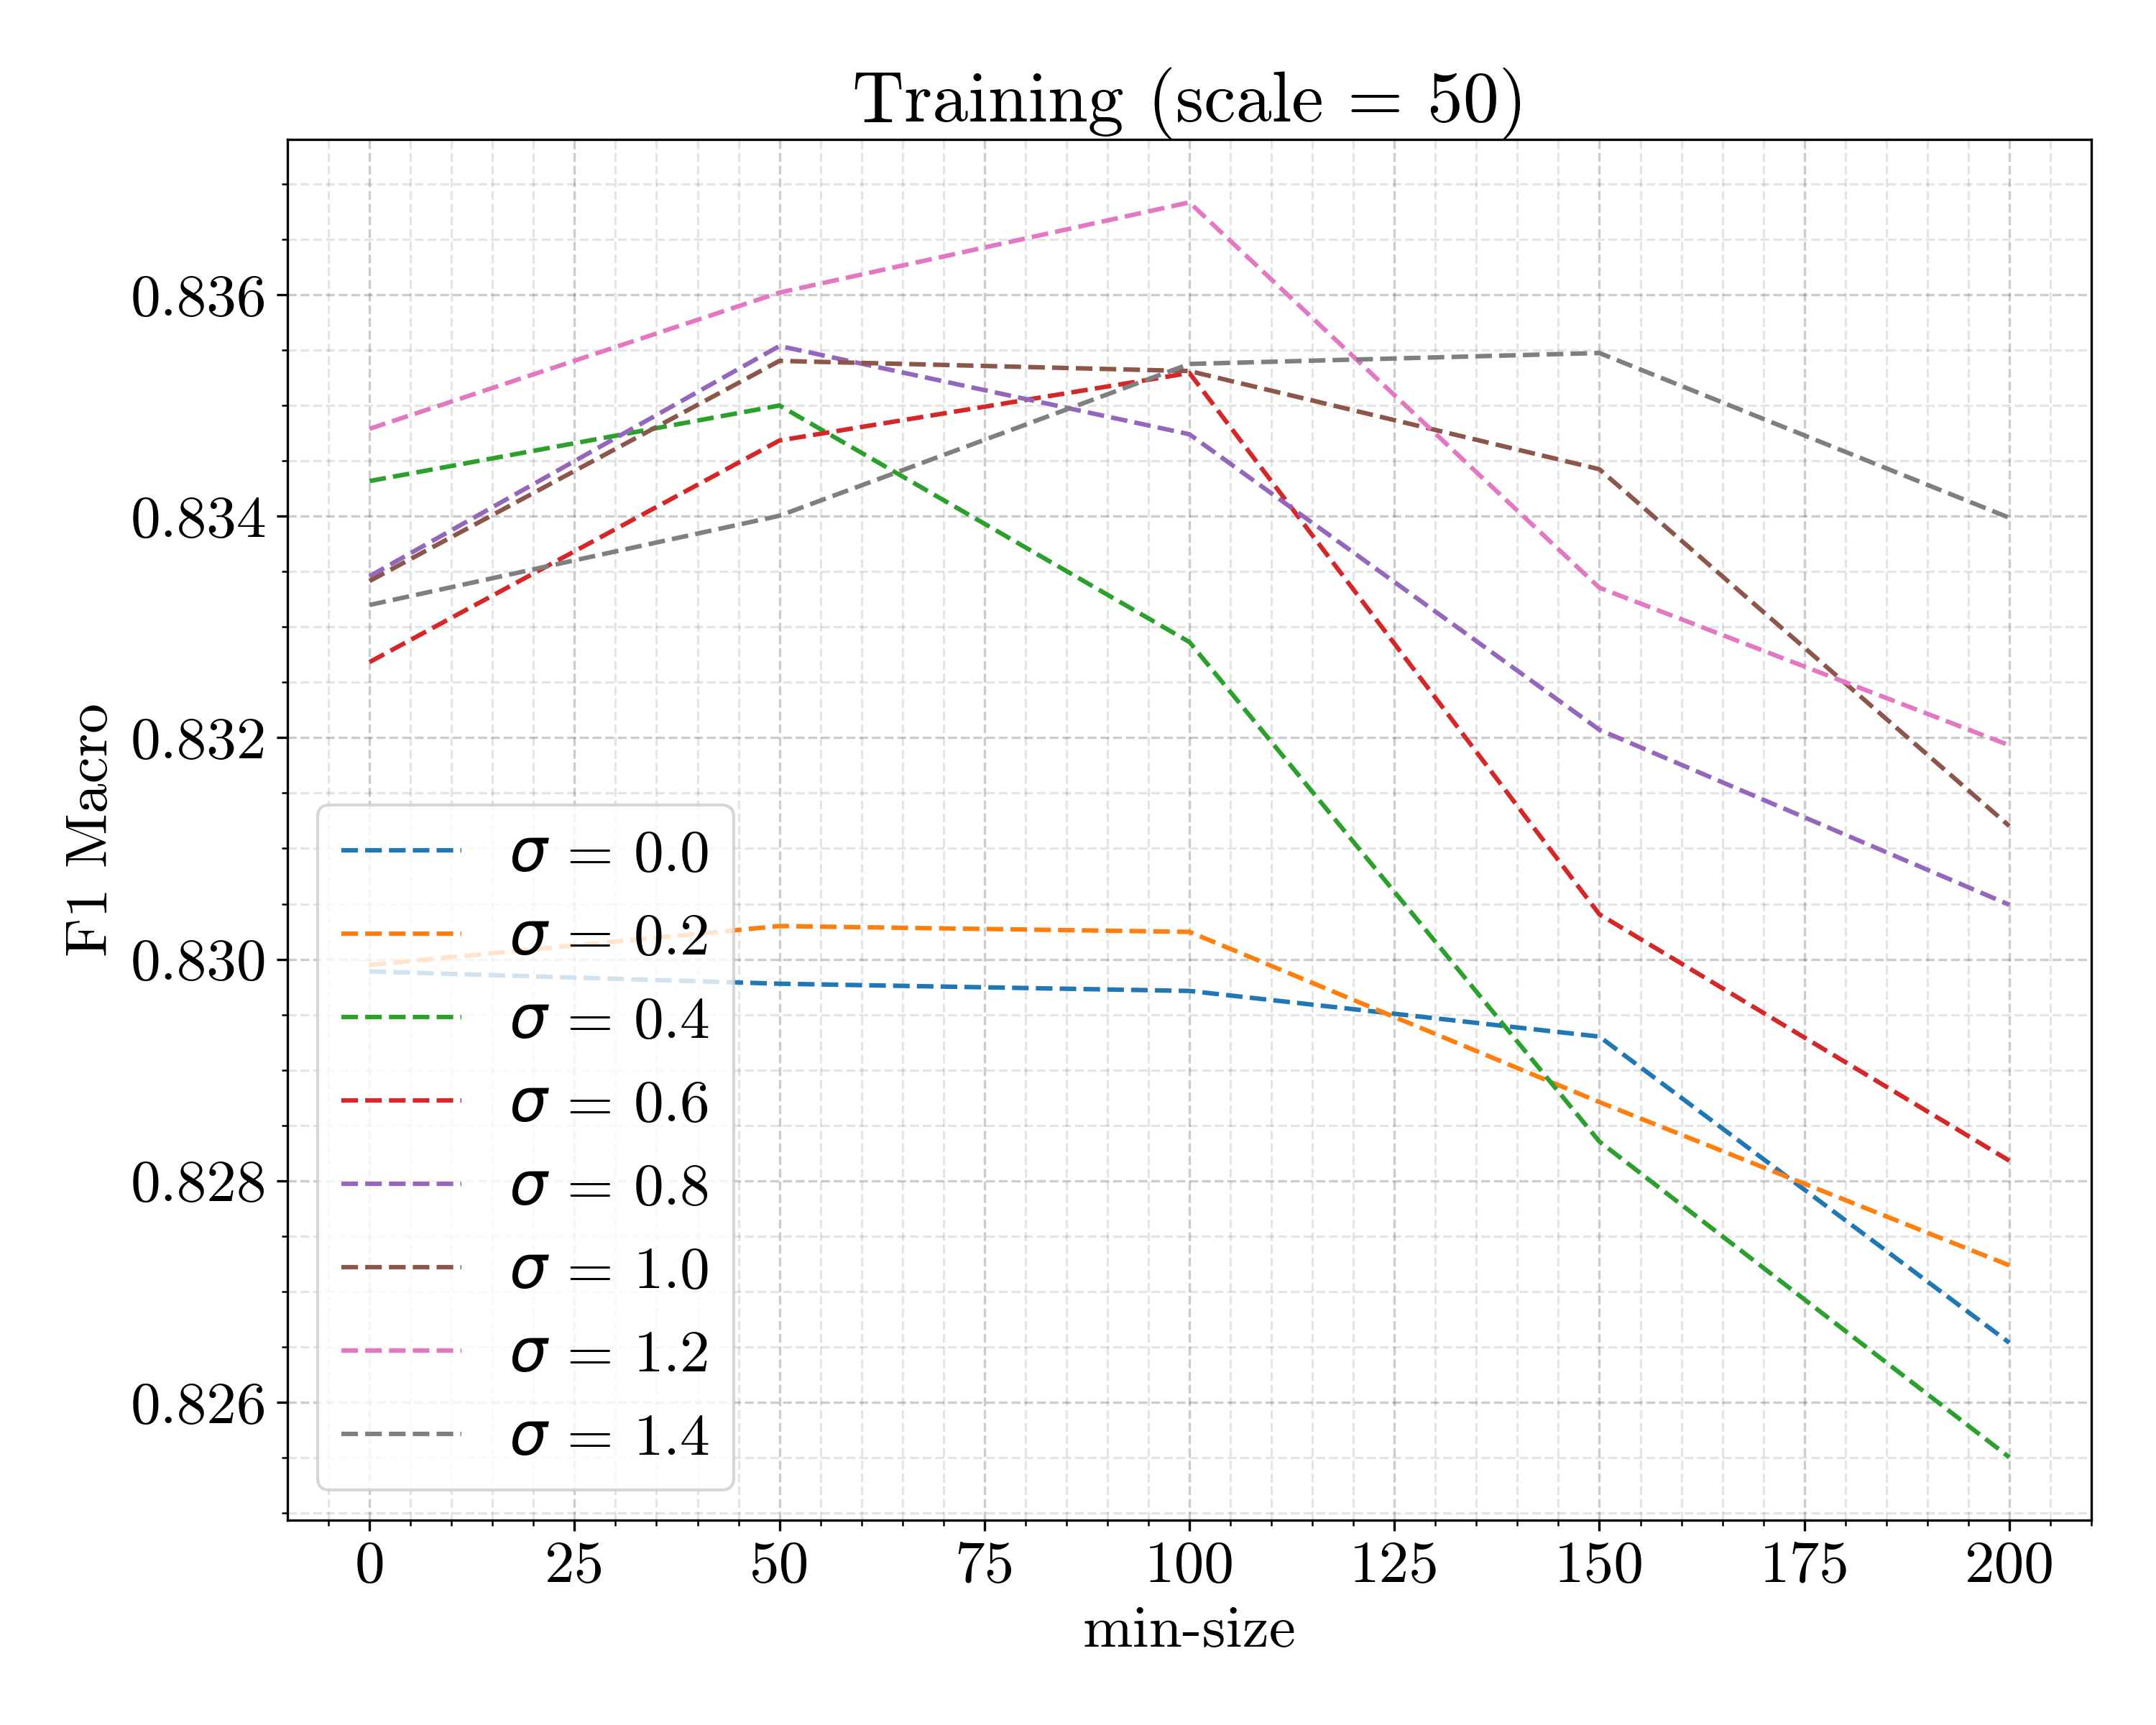 Training (scale = 50)
F1 Macro
0.836
0.834
0.832
0.830
0.828
0.826
σ = 0.0
σ = 0.2
σ = 0.4
σ = 0.6
σ = 0.8
σ = 1.0
σ = 1.2
σ = 1.4
0 25 50 75 100 125 150 175 200
min-size